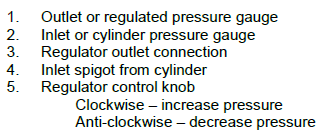 1. Outlet or regulated pressure gauge
2. Inlet or cylinder pressure gauge
3. Regulator outlet connection
4. Inlet spigot from cylinder
5. Regulator control knob
Clockwise – increase pressure
Anti-clockwise – decrease pressure